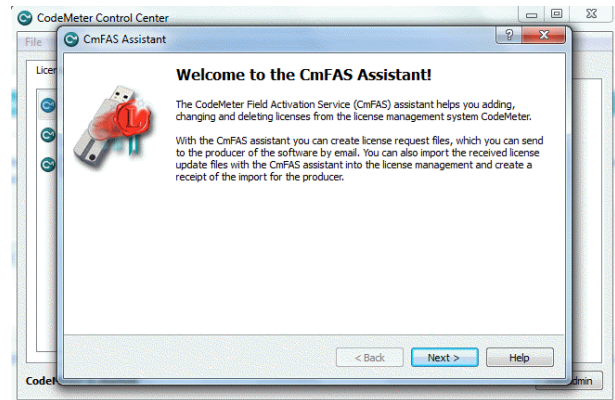 CodeMeter Control Center
File
CmFAS Assistant
Welcome to the CmFAS Assistant!
The CodeMeter Field Activation Service (CmFAS) assistant helps you adding,
changing and deleting licenses from the license management system CodeMeter.
With the CmFAS assistant you can create license request files, which you can send
to the producer of the software by email. You can also import the received license
update files with the CmFAS assistant into the license management and create a
receipt of the import for the producer.
< Back
Next >
Help